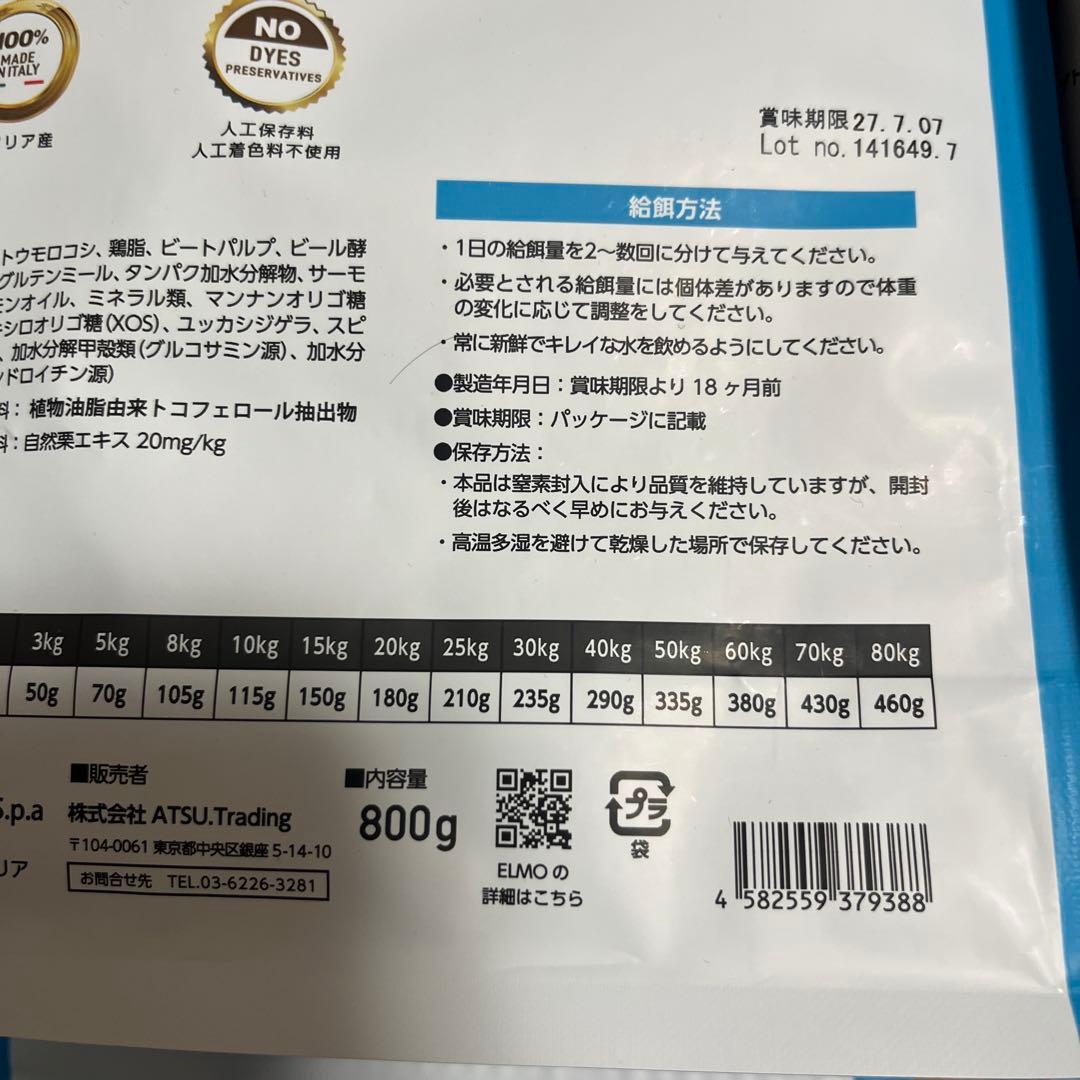 100%
MADE
IN ITALY
リア産
NO
DYES
PRESERVATIVES
人工保存料
人工着色料不使用
賞味期限27.7.07
Lot no.141649.7
給餌方法
・1日の給餌量を2〜数回に分けて与えてください。
・必要とされる給餌量には個体差がありますので体重
の変化に応じて調整をしてください。
・常に新鮮でキレイな水を飲めるようにしてください。
●製造年月日：賞味期限より18ヶ月前
●賞味期限：パッケージに記載
●保存方法：
・本品は窒素封入により品質を維持していますが、開封
後はなるべく早めにお与えください。
・高温多湿を避けて乾燥した場所で保存してください。
トウモロコシ、鶏脂、ビートパルプ、ビール酵
グルテンミール、タンパク加水分解物、サーモ
ンオイル、ミネラル類、マンナンオリゴ糖
シロオリゴ糖(XOS)、ユッカシジゲラ、スピ
、加水分解甲殻類(グルコサミン源)、加水分
ドロイチン源)
料：植物油脂由来トコフェロール抽出物
料：自然栗エキス 20mg/kg
3kg 5kg 8kg 10kg 15kg 20kg 25kg 30kg 40kg 50kg 60kg 70kg 80kg
50g 70g 105g 115g 150g 180g 210g 235g 290g 335g 380g 430g 460g
S.p.a
リア
■販売者
株式会社 ATSU.Trading
〒104-0061 東京都中央区銀座 5-14-10
お問合せ先 TEL.03-6226-3281
■内容量
800g
ELMO の
詳細はこちら
プラ
袋
4 582559 379388